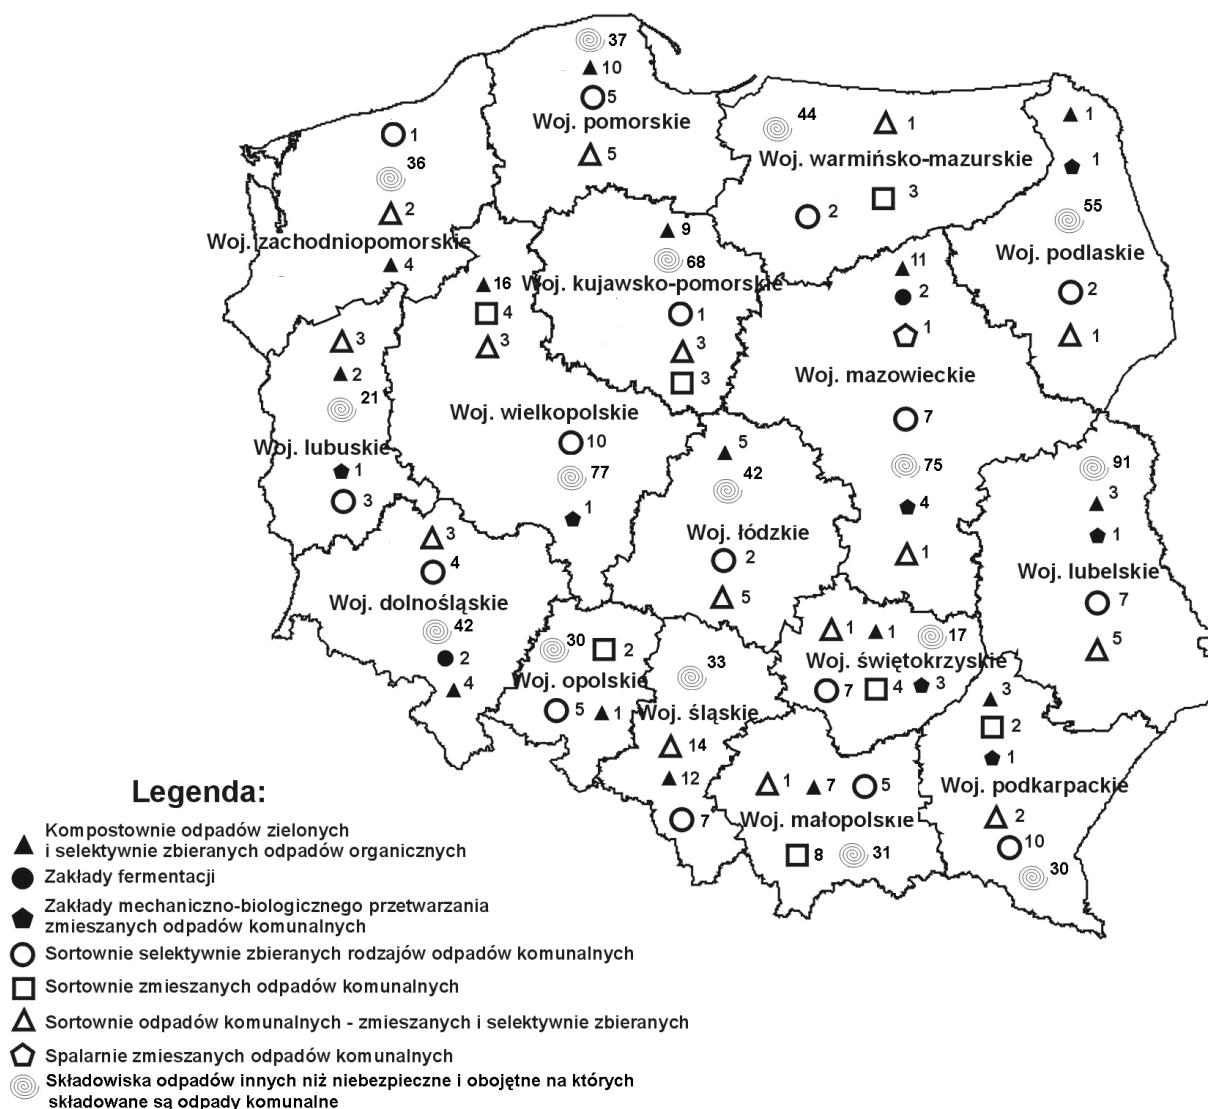 37
10
5
Woj. pomorskie
5
1
36
2
Woj. zachodniopomorskie
4
44
1
Woj. warmińsko-mazurskie
3
2
1
1
55
Woj. podlaskie
2
1
9
68
Woj. kujawsko-pomorskie
1
3
3
11
2
1
Woj. mazowieckie
7
75
4
1
16
4
3
Woj. wielkopolskie
10
77
1
3
2
21
Woj. lubuskie
1
3
5
42
Woj. łódzkie
2
5
91
3
1
Woj. lubelskie
7
5
3
4
Woj. dolnośląskie
42
2
4
30
2
Woj. opolskie
5
1
33
Woj. śląskie
14
12
7
1
1
17
Woj. świętokrzyskie
7
4
3
3
2
1
Woj. podkarpackie
2
10
30
1
7
5
Woj. małopolskie
8
31
Legenda:
Kompostownie odpadów zielonych
i selektywnie zbieranych odpadów organicznych
Zakłady fermentacji
Zakłady mechaniczno-biologicznego przetwarzania
zmieszanych odpadów komunalnych
Sortownie selektywnie zbieranych rodzajów odpadów komunalnych
Sortownie zmieszanych odpadów komunalnych
Sortownie odpadów komunalnych - zmieszanych i selektywnie zbieranych
Spalarnie zmieszanych odpadów komunalnych
Składowiska odpadów innych niż niebezpieczne i obojętne na których
składowane są odpady komunalne